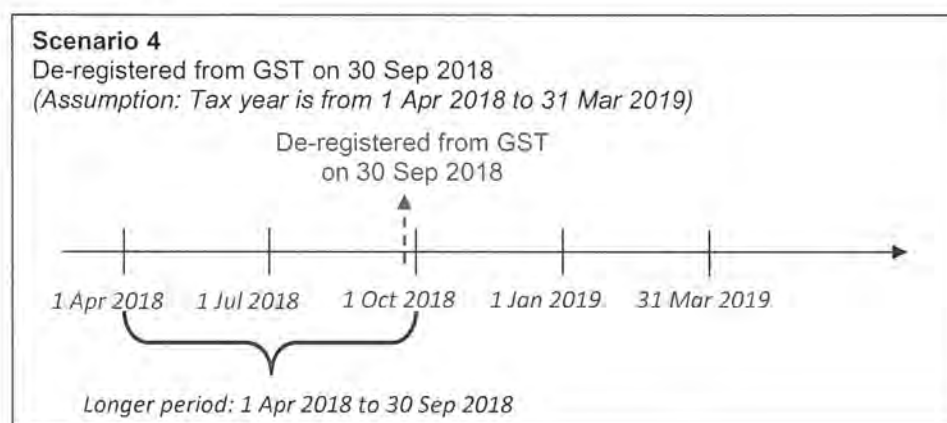 Scenario 4
De-registered from GST on 30 Sep 2018
(Assumption: Tax year is from 1 Apr 2018 to 31 Mar 2019)
De-registered from GST
on 30 Sep 2018
1 Apr 2018 1 Jul 2018 1 Oct 2018 1 Jan 2019 31 Mar 2019
Longer period: 1 Apr 2018 to 30 Sep 2018